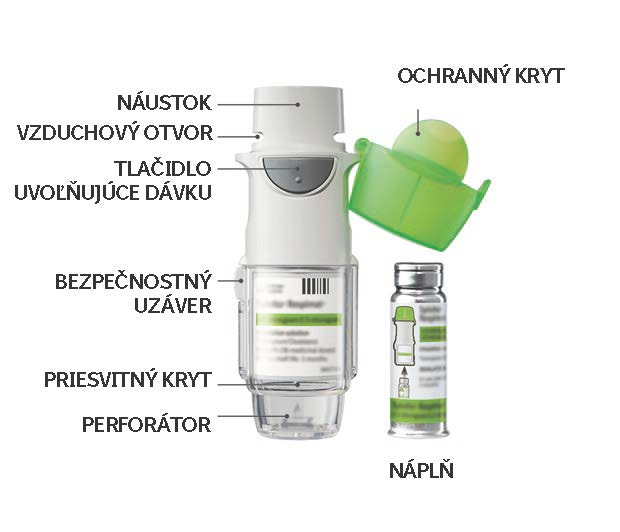 OCHRANNÝ KRYT
NÁUSTOK
VZDUCHOVÝ OTVOR
TLAČIDLO
UVOĽŇUJÚCE DÁVKU
BEZPEČNOSTNÝ
UZÁVER
PRIESVITNÝ KRYT
PERFORÁTOR
NÁPLŇ